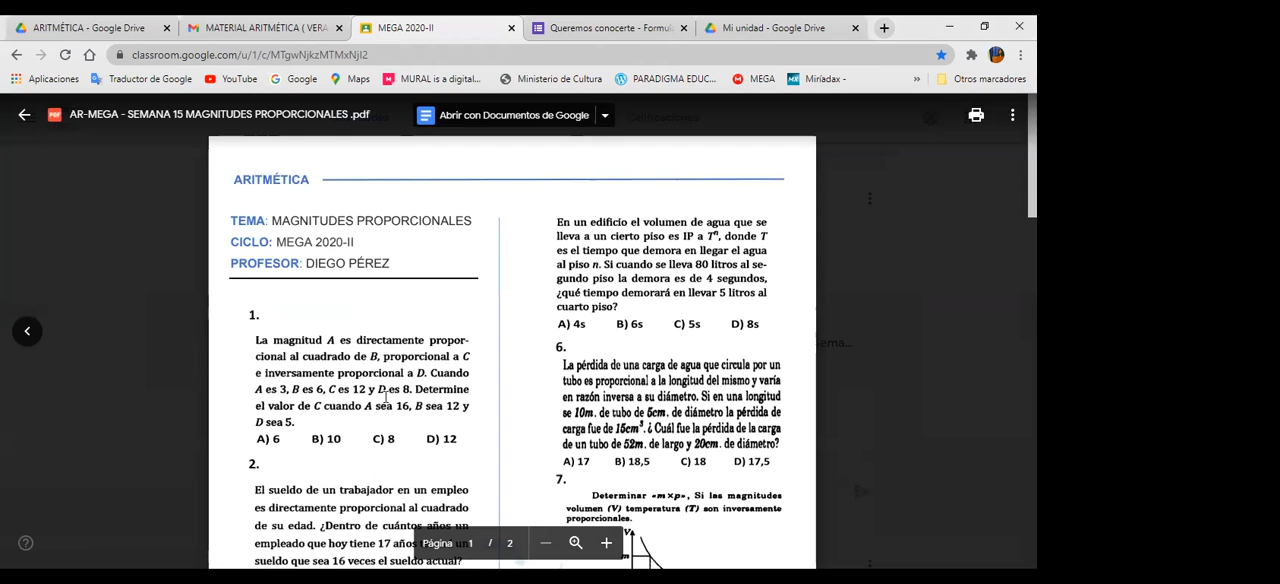 ARITMÉTICA - Google Drive
MATERIAL ARITMÉTICA ( VERA
MEGA 2020-II
Queremos conocerte - Formul
Mi unidad - Google Drive
classroom.google.com/u/1/c/MTgwNjkzMTMxNjI2
Aplicaciones
Traductor de Google
YouTube
Google
Maps
MURAL is a digital...
Ministerio de Cultura
PARADIGMA EDUC...
MEGA
Miríadax -
»
Otros marcadores
AR-MEGA - SEMANA 15 MAGNITUDES PROPORCIONALES .pdf
Abrir con Documentos de Google
ARITMÉTICA
TEMA: MAGNITUDES PROPORCIONALES
CICLO: MEGA 2020-II
PROFESOR: DIEGO PÉREZ
1.
La magnitud A es directamente propor-
cional al cuadrado de B, proporcional a C
e inversamente proporcional a D. Cuando
A es 3, B es 6, C es 12 y D es 8. Determine
el valor de C cuando A sea 16, B sea 12 y
D sea 5.
A) 6 B) 10 C) 8 D) 12
2.
El sueldo de un trabajador en un empleo
es directamente proporcional al cuadrado
de su edad. ¿Dentro de cuántos años un
empleado que hoy tiene 17 años un
sueldo que sea 16 veces el sueldo actual?
En un edificio el volumen de agua que se
lleva a un cierto piso es IP a Tⁿ, donde T
es el tiempo que demora en llegar el agua
al piso n. Si cuando se lleva 80 litros al se-
gundo piso la demora es de 4 segundos,
¿qué tiempo demorará en llevar 5 litros al
cuarto piso?
A) 4s B) 6s C) 5s D) 8s
6.
La pérdida de una carga de agua que circula por un
tubo es proporcional a la longitud del mismo y varía
en razón inversa a su diámetro. Si en una longitud
se 10m. de tubo de 5cm. de diámetro la pérdida de
carga fue de 15cm³. ¿ Cuál fue la pérdida de la carga
de un tubo de 52m. de largo y 20cm. de diámetro?
A) 17 B) 18,5 C) 18 D) 17,5
7.
Determinar «m×p», Si las magnitudes
volumen (V) temperatura (T) son inversamente
proporcionales.
V
m
Página 1 / 2